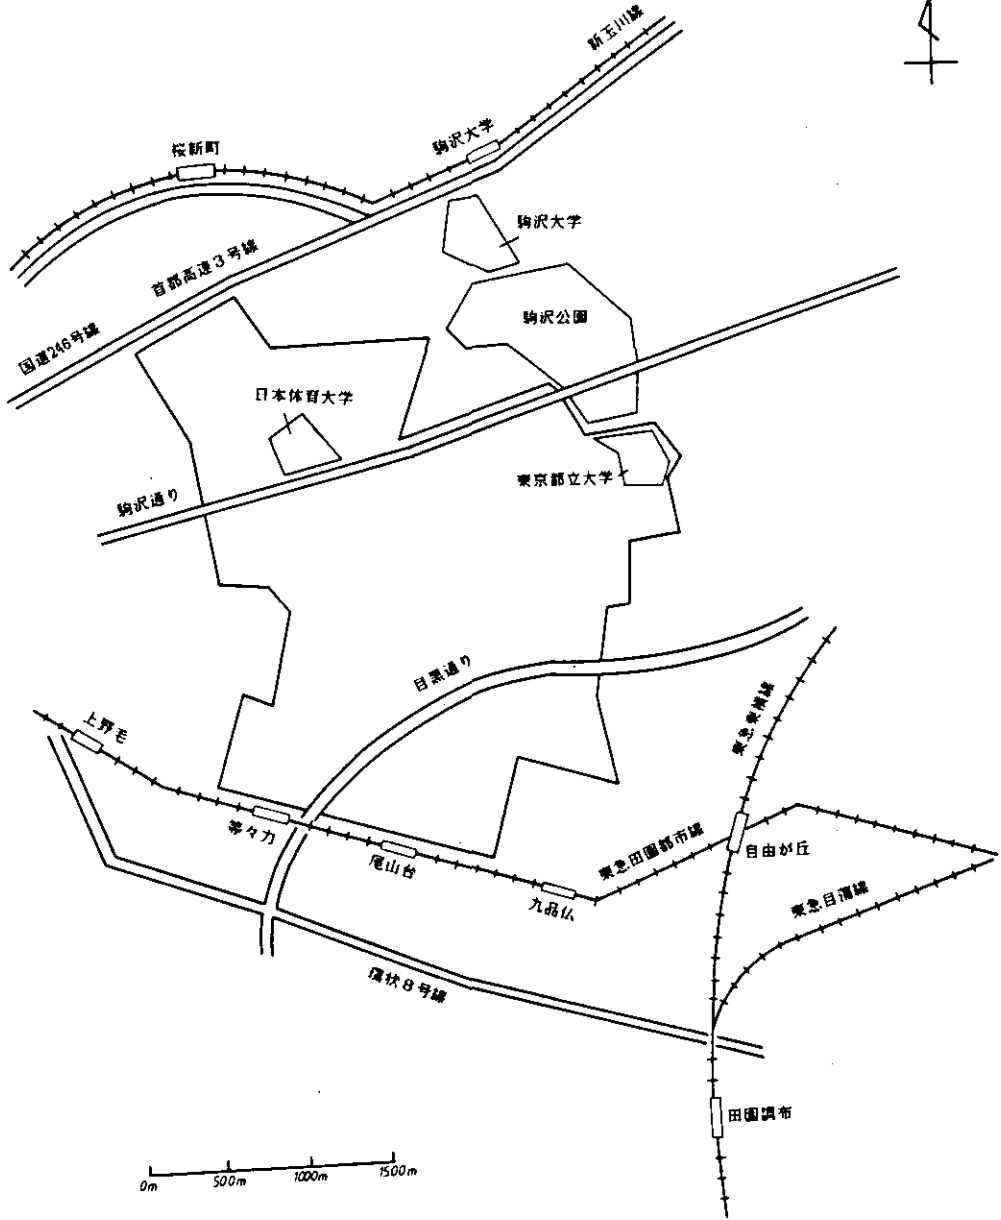 新玉川線
桜新町
駒沢大学
駒沢大学
首都高速3号線
駒沢公園
国道246号線
日本体育大学
東京都立大学
駒沢通り
目黒通り
上野毛
東急東横線
等々力
尾山台
東急田園都市線
自由が丘
九品仏
東急目蒲線
環状8号線
田園調布
0m 500m 1000m 1500m